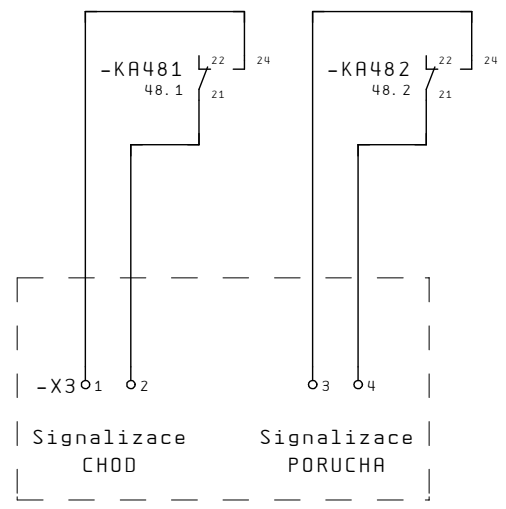 22 24 22 24
-KA481 -KA482
48.1 21 48.2 21
-X3 1 2 3 4
Signalizace Signalizace
CHOD PORUCHA